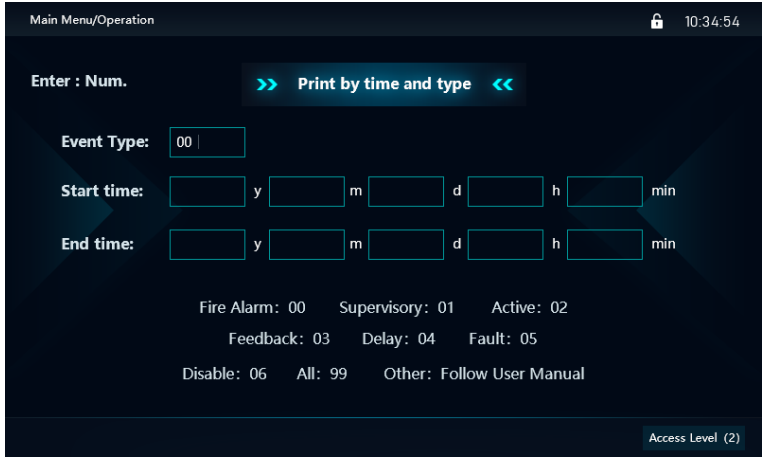 Main Menu/Operation 10:34:54
Enter : Num. Print by time and type
Event Type: 00
Start time: y m d h min
End time: y m d h min
Fire Alarm: 00 Supervisory: 01 Active: 02
Feedback: 03 Delay: 04 Fault: 05
Disable: 06 All: 99 Other: Follow User Manual
Access Level (2)